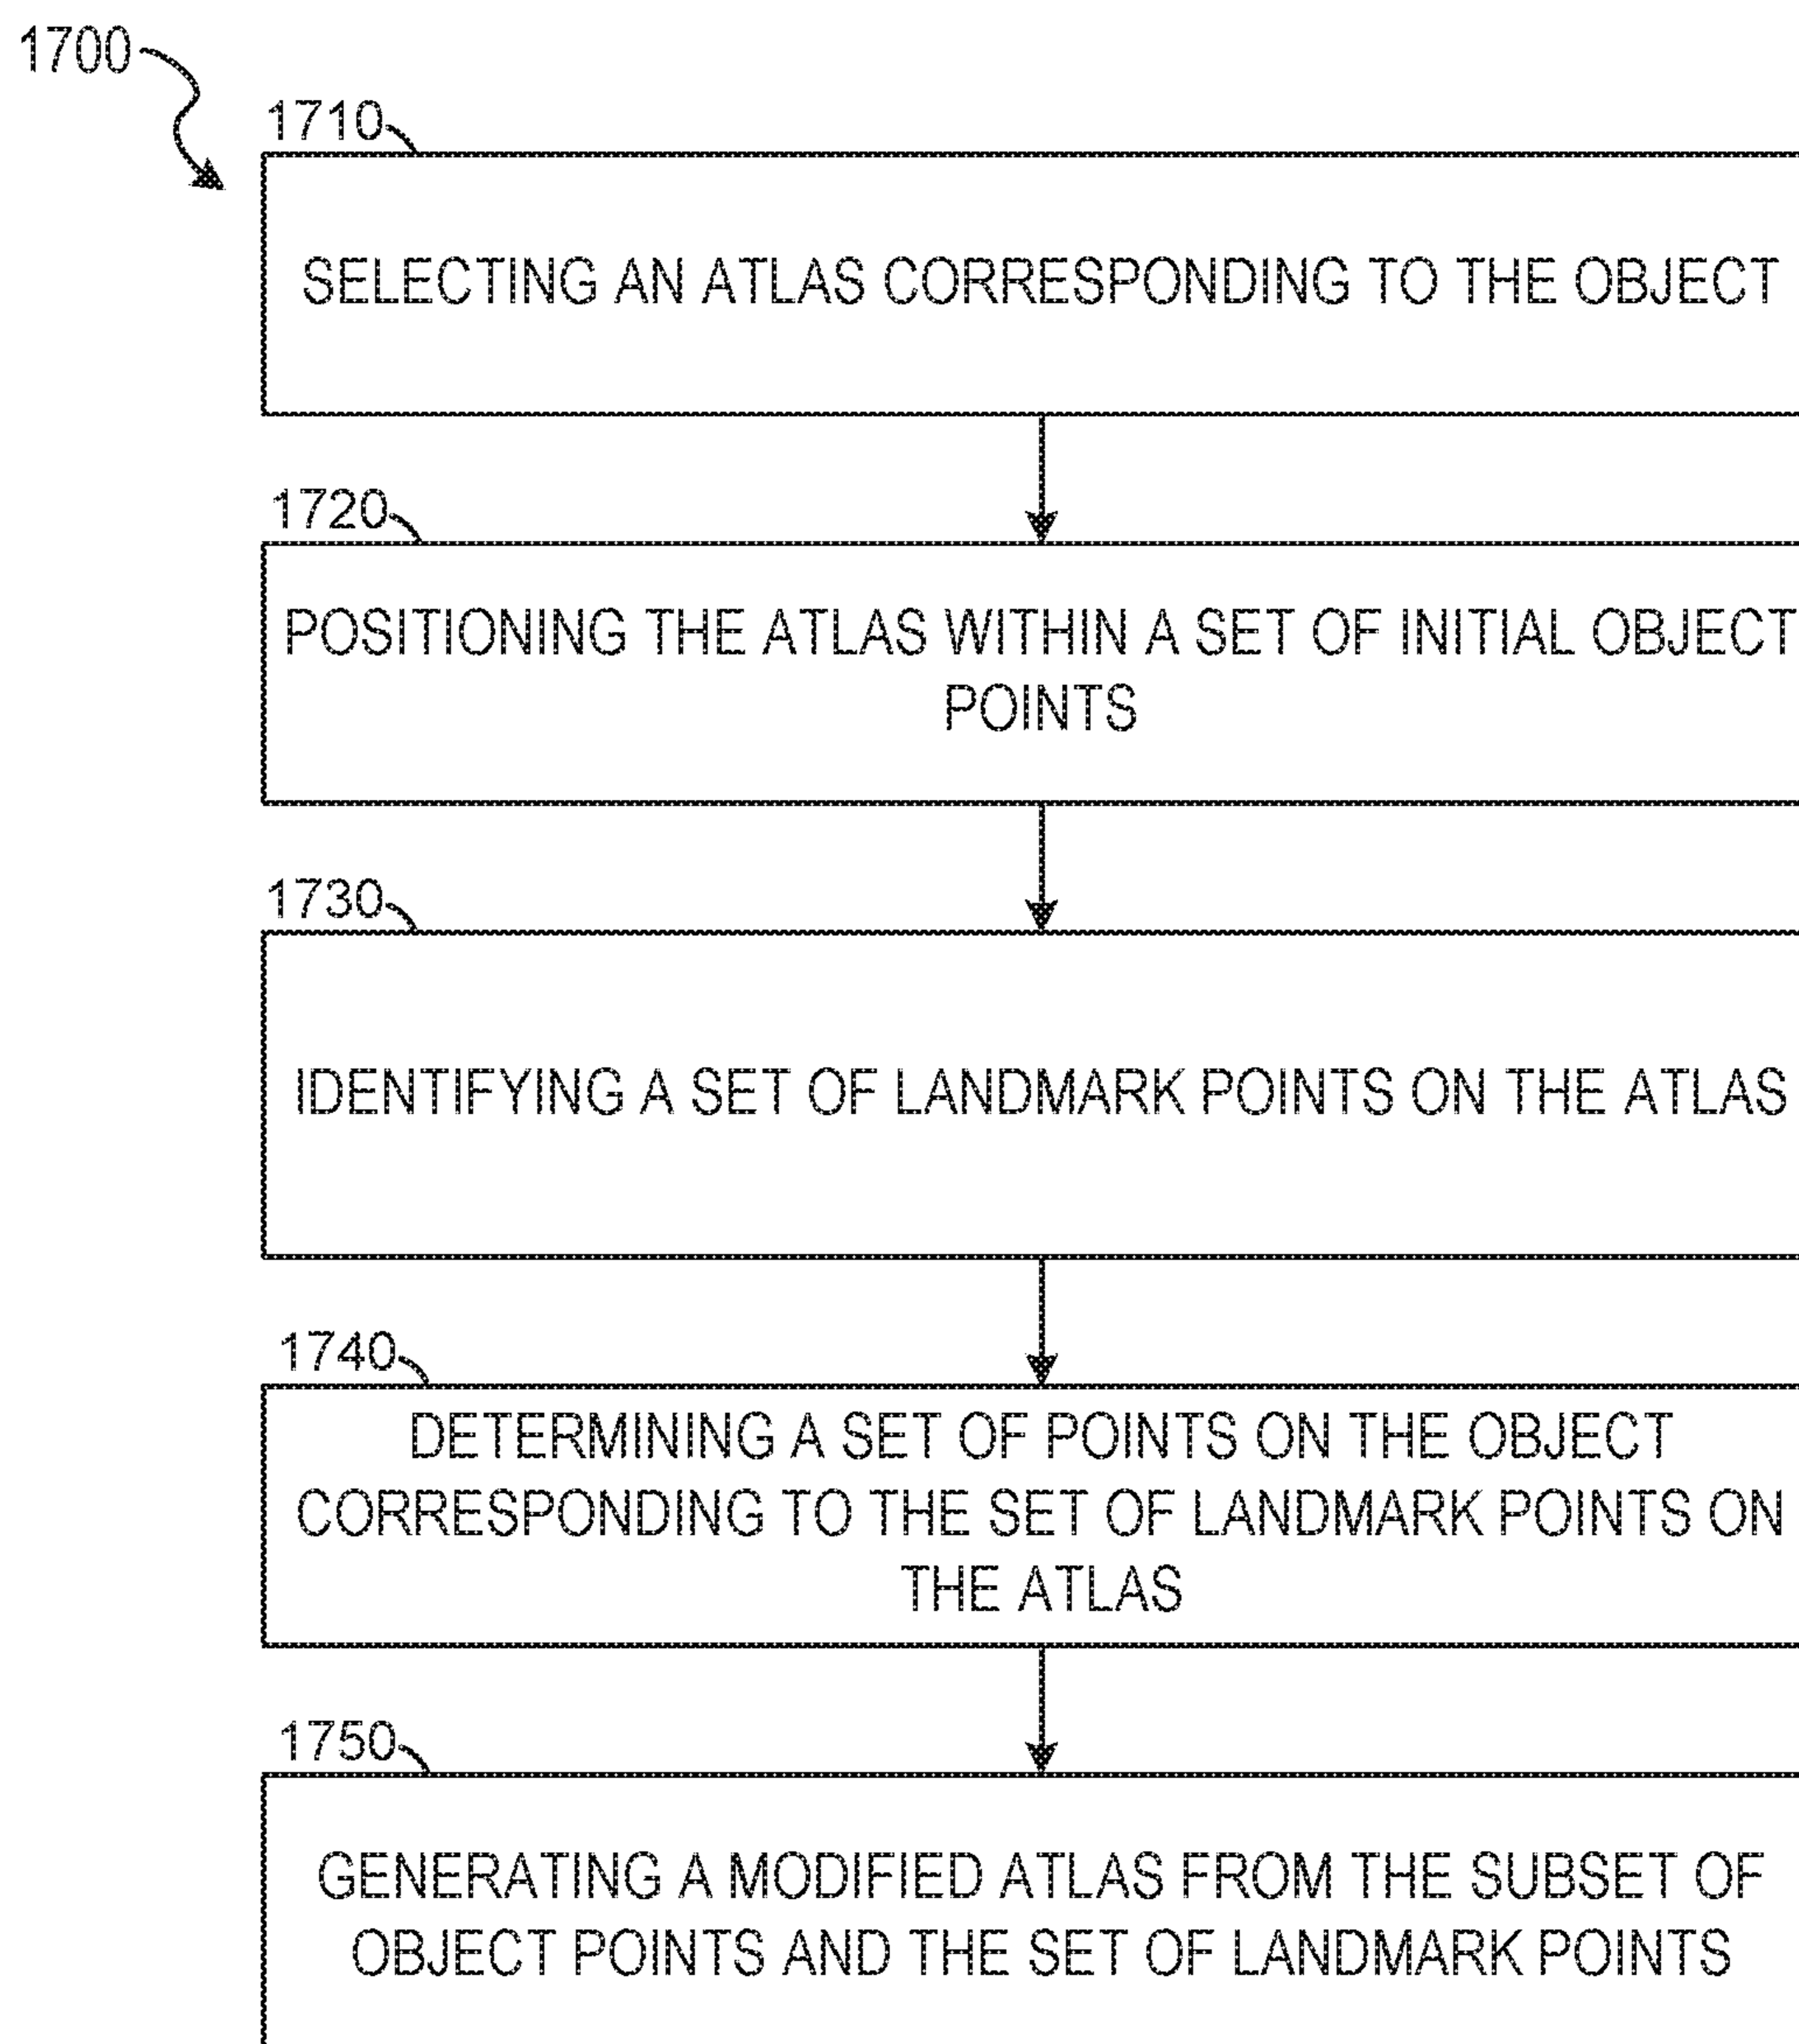 1700
1710
SELECTING AN ATLAS CORRESPONDING TO THE OBJECT
1720
POSITIONING THE ATLAS WITHIN A SET OF INITIAL OBJECT
POINTS
1730
IDENTIFYING A SET OF LANDMARK POINTS ON THE ATLAS
1740
DETERMINING A SET OF POINTS ON THE OBJECT
CORRESPONDING TO THE SET OF LANDMARK POINTS ON
THE ATLAS
1750
GENERATING A MODIFIED ATLAS FROM THE SUBSET OF
OBJECT POINTS AND THE SET OF LANDMARK POINTS